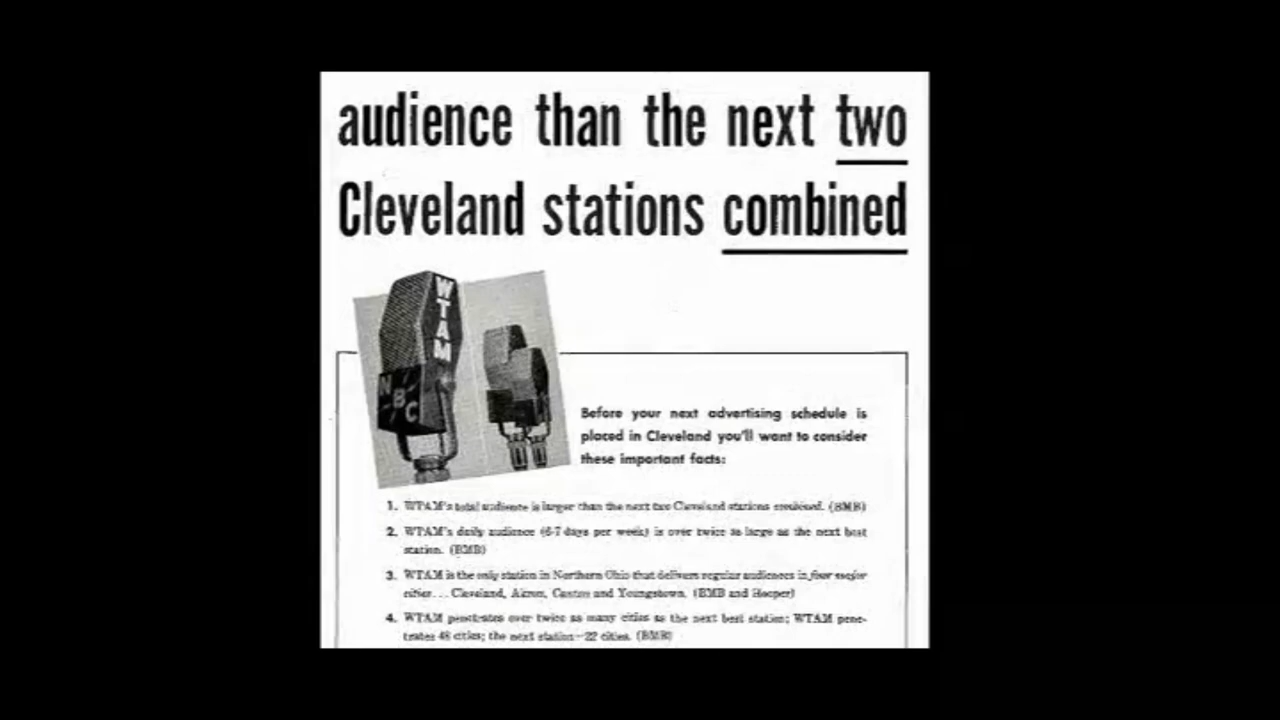 audience than the next two
Cleveland stations combined
WTAM
NBC
Before your next advertising schedule is
placed in Cleveland you'll want to consider
these important facts:
1. WTAM's total audience is larger than the next two Cleveland stations combined. (BMB)
2. WTAM's daily audience (6-7 days per week) is over twice as large as the next best
station. (BMB)
3. WTAM is the only station in Northern Ohio that delivers regular audiences in four major
cities... Cleveland, Akron, Canton and Youngstown. (BMB and Hooper)
4. WTAM penetrates over twice as many cities as the next best station; WTAM pene-
trates 48 cities; the next station—22 cities. (BMB)